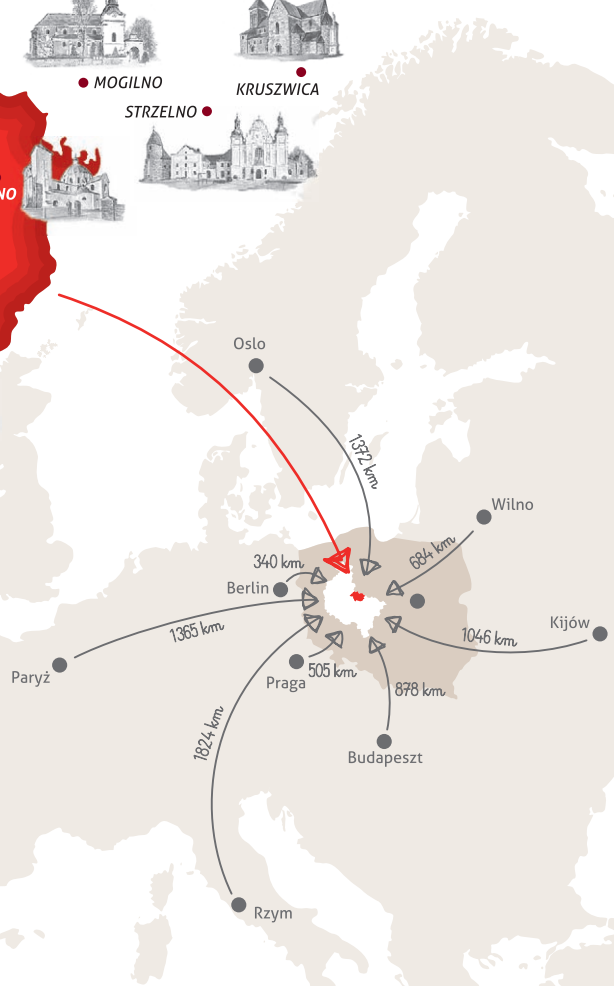 MOGILNO
KRUSZWICA
STRZELNO
NO
Oslo
1372 km
Wilno
684 km
340 km
Berlin
1365 km
Kijów
1046 km
Paryż
Praga
505 km
878 km
1824 km
Budapeszt
Rzym